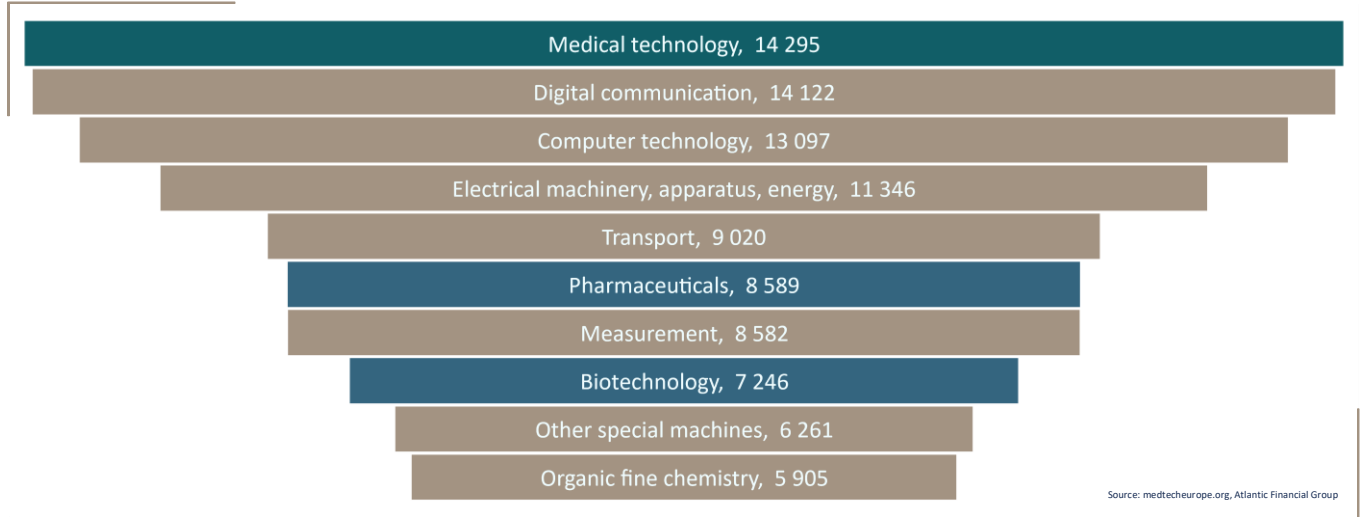 Medical technology, 14 295
Digital communication, 14 122
Computer technology, 13 097
Electrical machinery, apparatus, energy, 11 346
Transport, 9 020
Pharmaceuticals, 8 589
Measurement, 8 582
Biotechnology, 7 246
Other special machines, 6 261
Organic fine chemistry, 5 905
Source: medtecheurope.org, Atlantic Financial Group